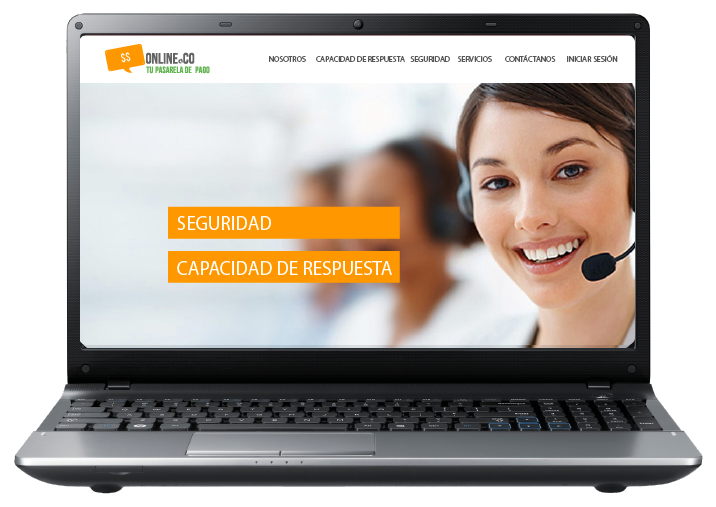 $$
ONLINE.CO
TU PASARELA DE PAGO
NOSOTROS CAPACIDAD DE RESPUESTA SEGURIDAD SERVICIOS CONTÁCTANOS INICIAR SESIÓN
SEGURIDAD
CAPACIDAD DE RESPUESTA